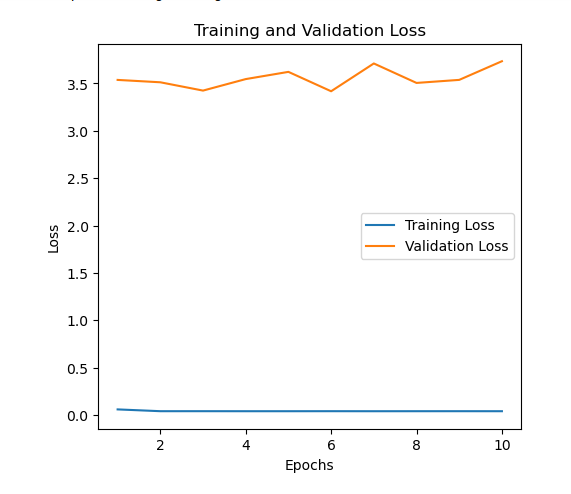 Training and Validation Loss
3.5
3.0
2.5
2.0
1.5
1.0
0.5
0.0
Loss
Training Loss
Validation Loss
2 4 6 8 10
Epochs